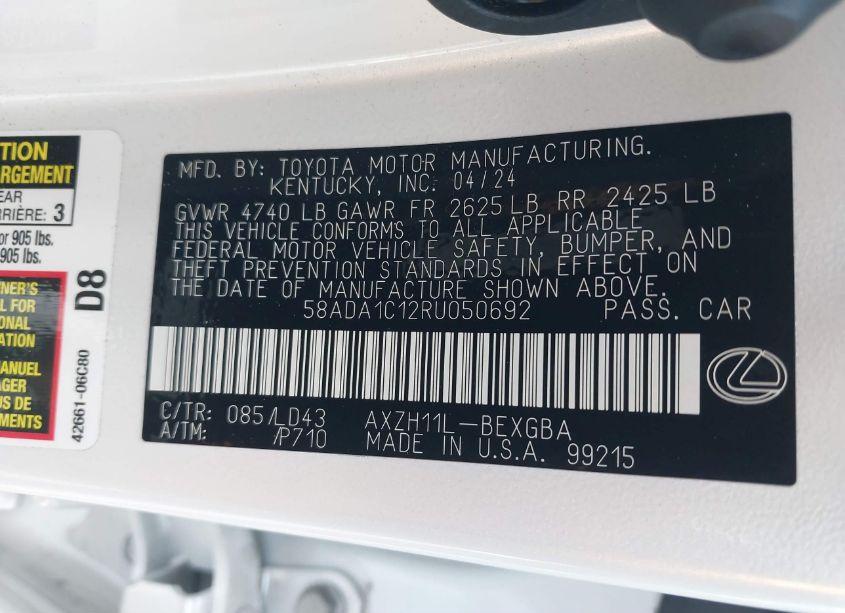 TION
RGEMENT
EAR
RRIÈRE: 3
or 905 lbs.
905 lbs.
D8
NER'S
L FOR
ONAL
ATION
MANUEL
AGER
US DE
MENTS
42661-06C80
MFD. BY: TOYOTA MOTOR MANUFACTURING.
KENTUCKY, INC. 04/24
GVWR 4740 LB GAWR FR 2625 LB RR 2425 LB
THIS VEHICLE CONFORMS TO ALL APPLICABLE
FEDERAL MOTOR VEHICLE SAFETY, BUMPER, AND
THEFT PREVENTION STANDARDS IN EFFECT ON
THE DATE OF MANUFACTURE SHOWN ABOVE.
58ADA1C12RU050692 PASS. CAR
C/TR: 085/LD43 AXZH11L-BEXGBA
A/TM: /P710 MADE IN U.S.A. 99215